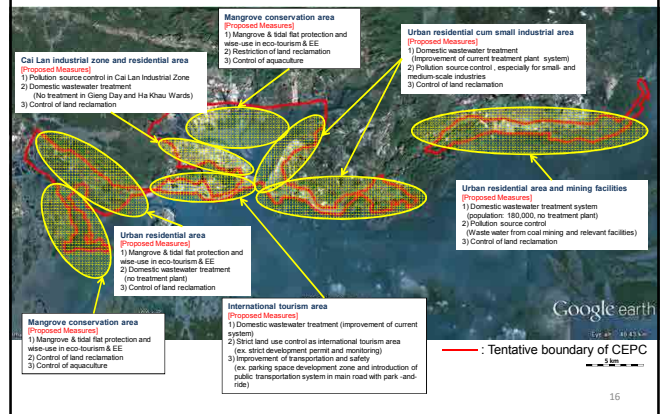 Mangrove conservation area
[Proposed Measures]
1) Mangrove & tidal flat protection and
wise-use in eco-tourism & EE
2) Restriction of land reclamation
3) Control of aquaculture
Urban residential cum small industrial area
[Proposed Measures]
1) Domestic wastewater treatment
(Improvement of current treatment plant system)
2) Pollution source control , especially for small- and
medium-scale industries
3) Control of land reclamation
Cai Lan industrial zone and residential area
[Proposed Measures]
1) Pollution source control in Cai Lan Industrial Zone
2) Domestic wastewater treatment
(No treatment in Gieng Day and Ha Khau Wards)
3) Control of land reclamation
Urban residential area and mining facilities
[Proposed Measures]
1) Domestic wastewater treatment system
(population: 180,000, no treatment plant)
2) Pollution source control
(Waste water from coal mining and relevant facilities)
3) Control of land reclamation
Urban residential area
[Proposed Measures]
1) Mangrove & tidal flat protection and
wise-use in eco-tourism & EE
2) Domestic wastewater treatment
(no treatment plant)
3) Control of land reclamation
International tourism area
[Proposed Measures]
1) Domestic wastewater treatment (improvement of current
system)
2) Strict land use control as international tourism area
(ex. strict development permit and monitoring)
3) Improvement of transportation and safety
(ex. parking space development zone and introduction of
public transportation system in main road with park -and-
ride)
Mangrove conservation area
[Proposed Measures]
1) Mangrove & tidal flat protection and
wise-use in eco-tourism & EE
2) Control of land reclamation
3) Control of aquaculture
Google earth
: Tentative boundary of CEPC
5 km
16